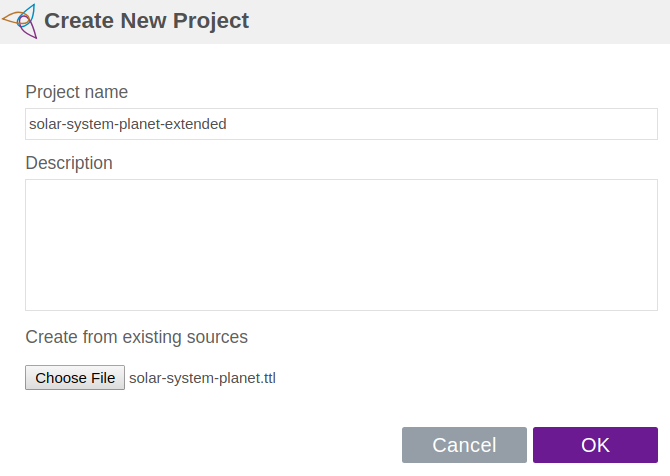 Create New Project
Project name
solar-system-planet-extended
Description
Create from existing sources
Choose File solar-system-planet.ttl
Cancel OK